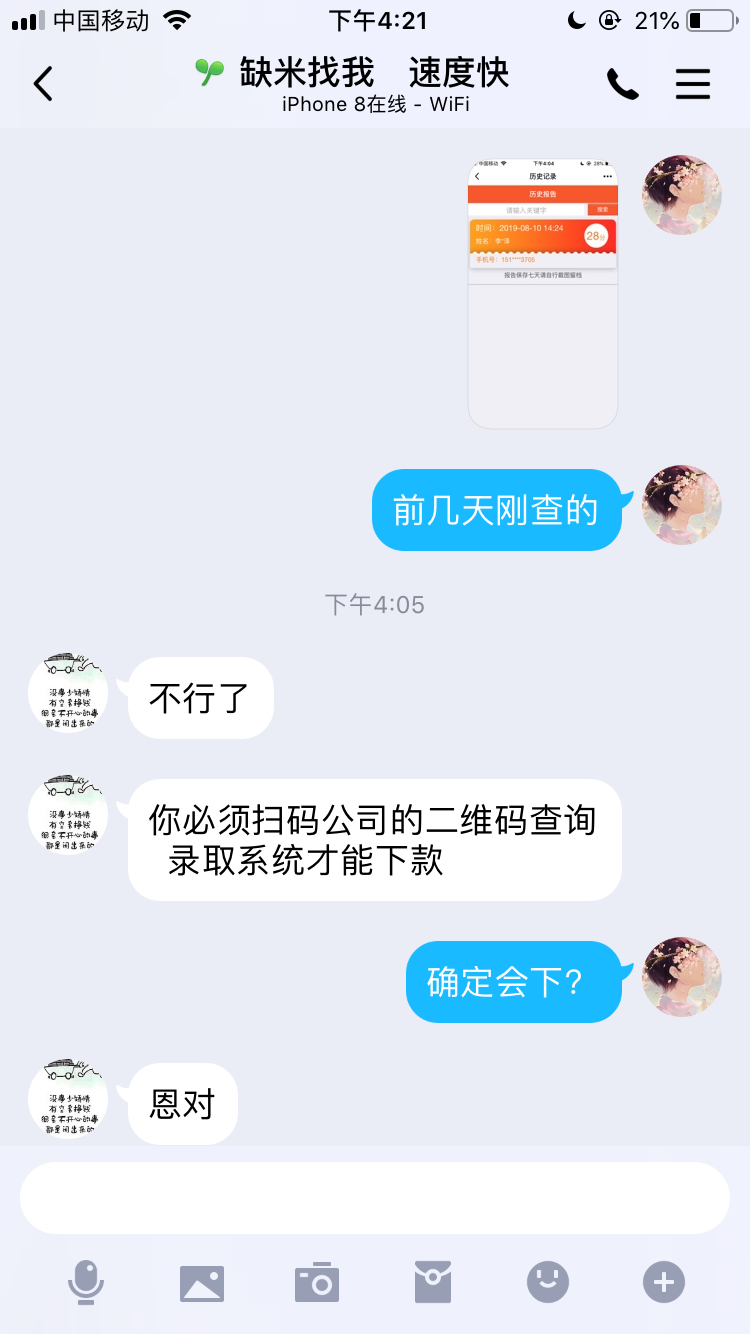 中国移动
下午4:21
21%
缺米找我 速度快
iPhone 8在线 - WiFi
中国移动
下午4:04
28%
历史记录
历史报告
请输入关键字
搜索
时间：2019-08-10 14:24
28分
姓名：李*泽
手机号：151****3705
报告保存七天请自行截图留档
前几天刚查的
下午4:05
不行了
你必须扫码公司的二维码查询
录取系统才能下款
确定会下？
恩对